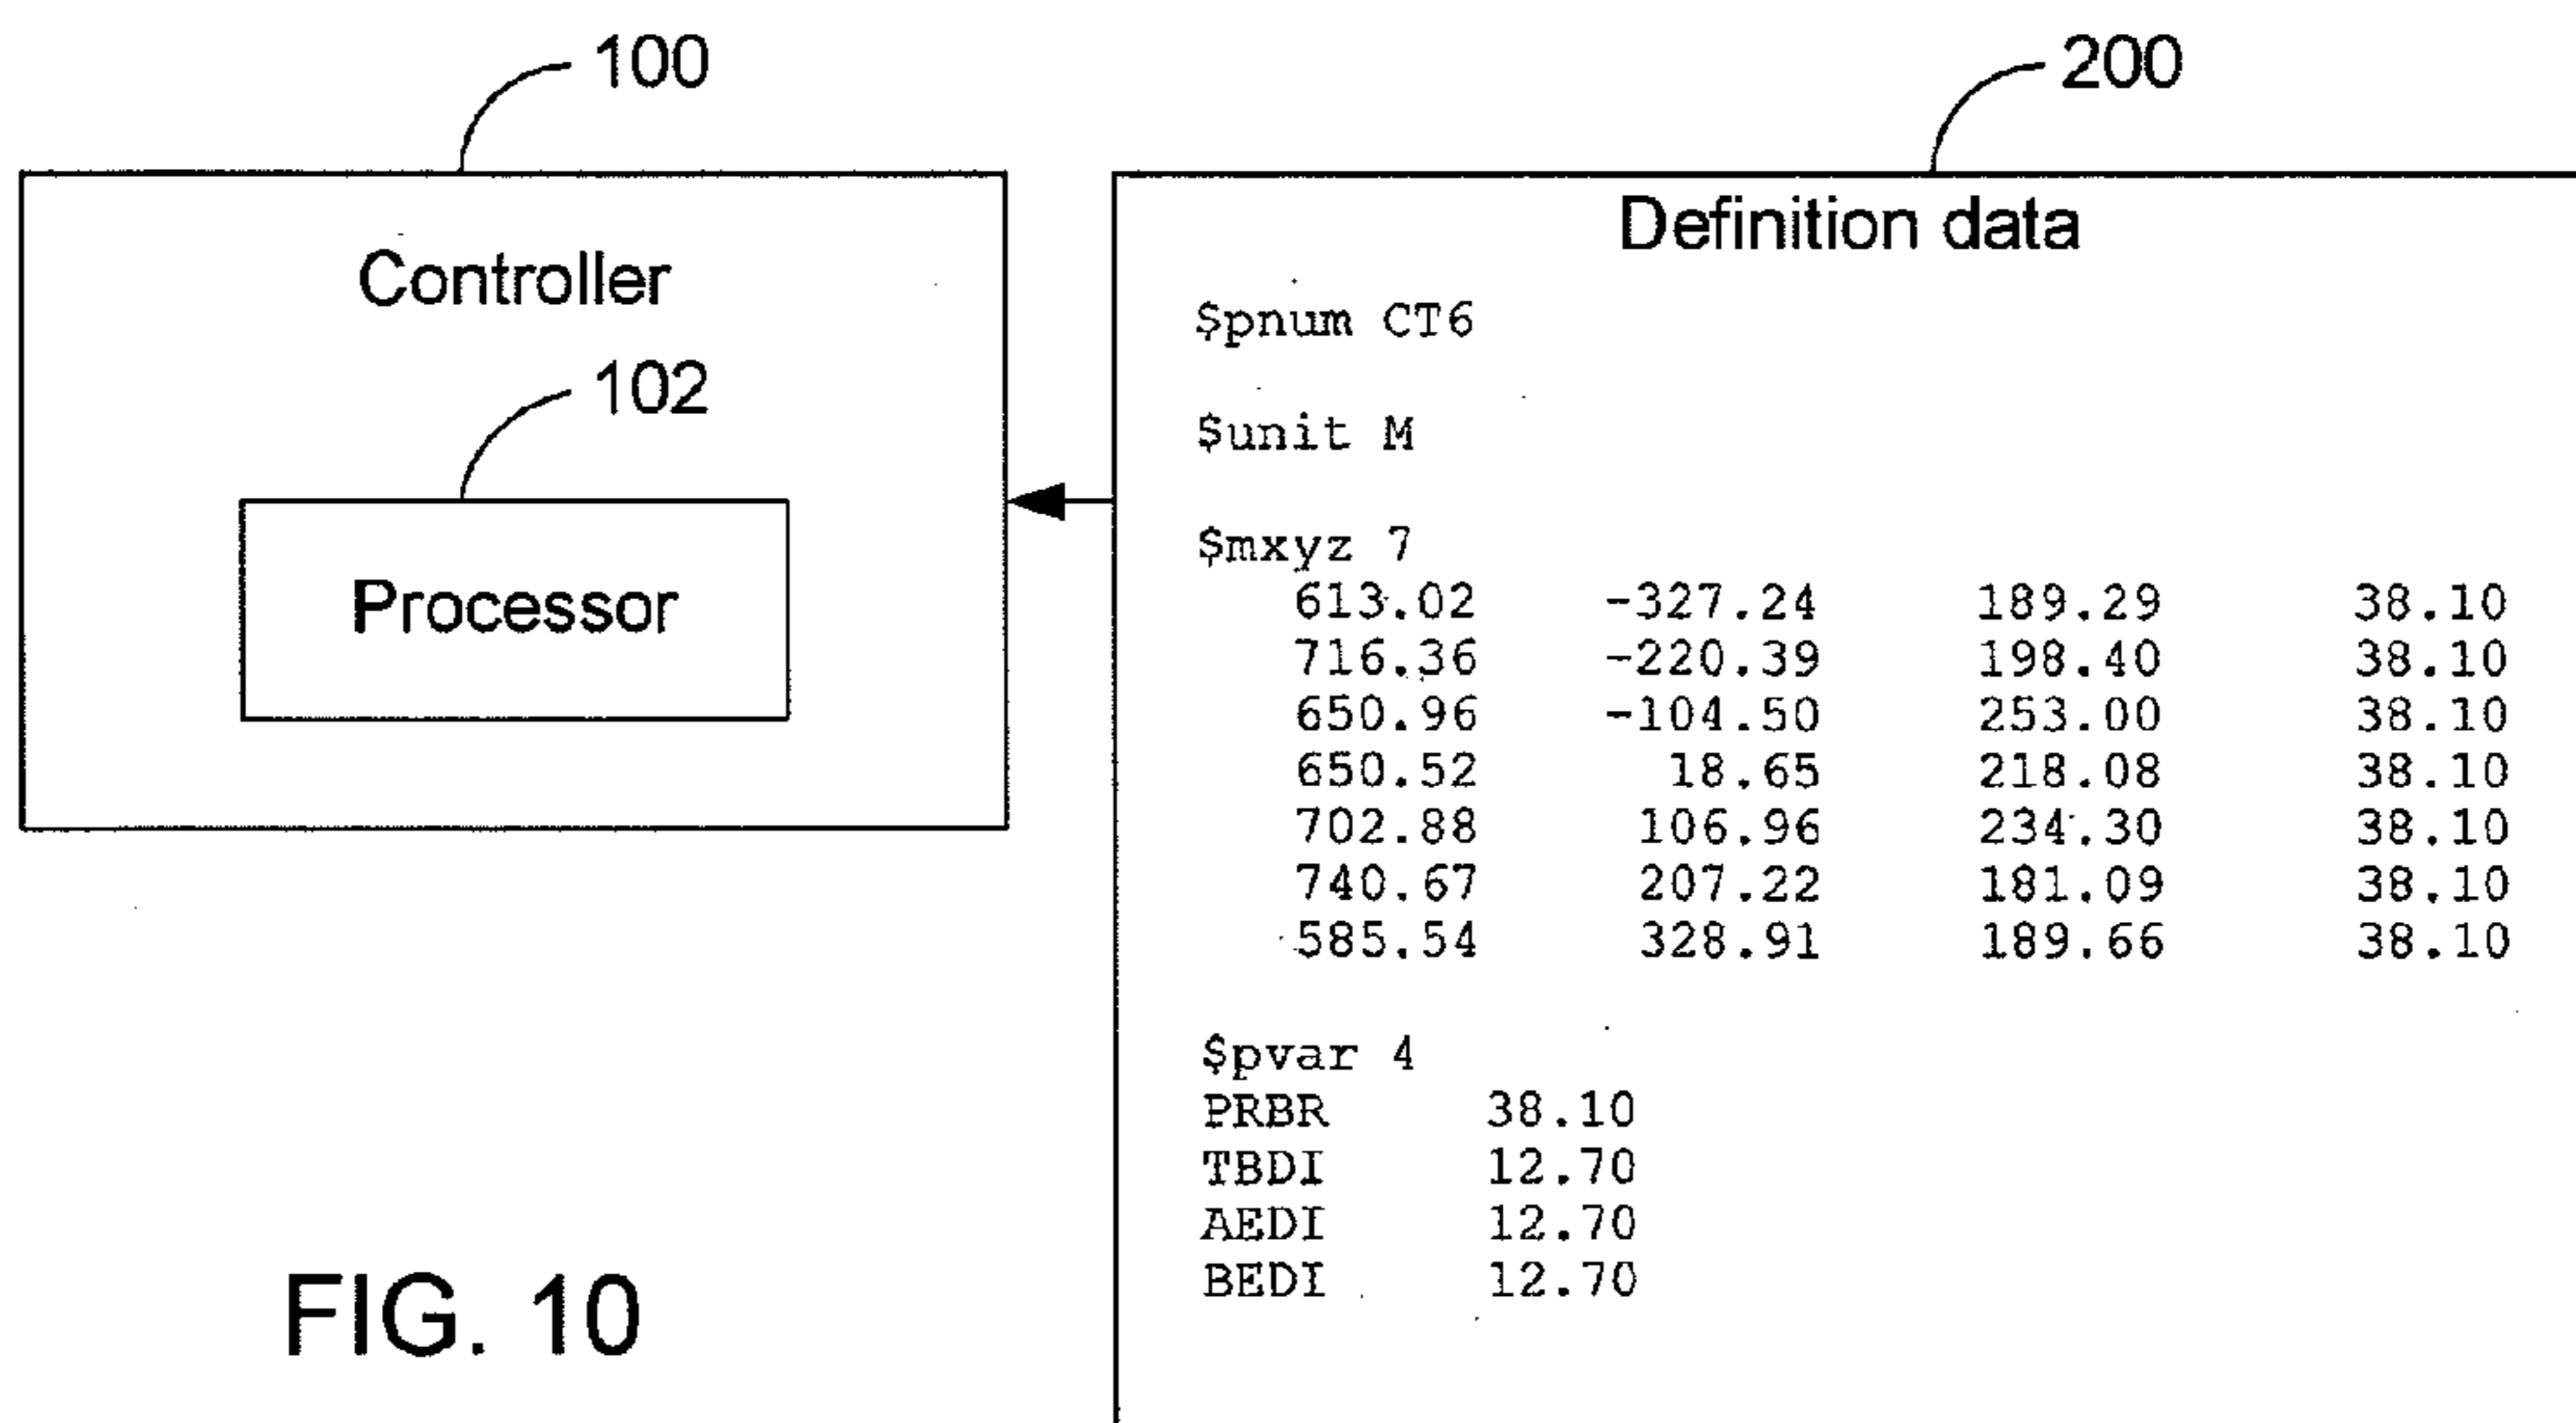 100
Controller
102
Processor
200
Definition data
$pnum CT6
$unit M
$mxyz 7
613.02 -327.24 189.29 38.10
716.36 -220.39 198.40 38.10
650.96 -104.50 253.00 38.10
650.52 18.65 218.08 38.10
702.88 106.96 234.30 38.10
740.67 207.22 181.09 38.10
585.54 328.91 189.66 38.10
$pvar 4
PRBR 38.10
TBDI 12.70
AEDI 12.70
BEDI 12.70
FIG. 10